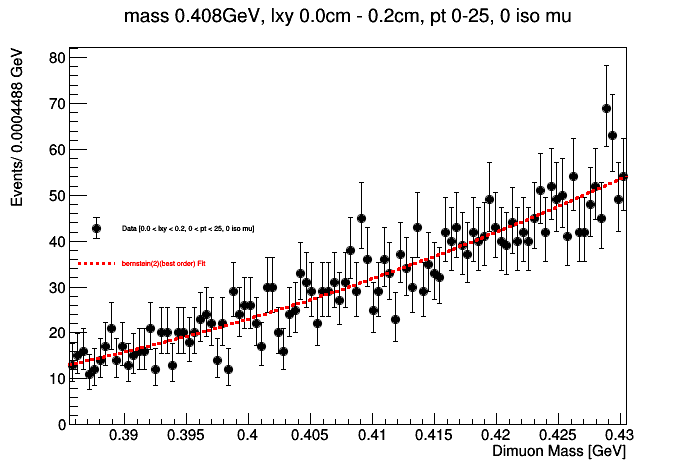 mass 0.408GeV, lxy 0.0cm - 0.2cm, pt 0-25, 0 iso mu
Events/ 0.0004488 GeV
80
70
60
50
40
30
20
10
0
Data [0.0 < lxy < 0.2, 0 < pt < 25, 0 iso mu]
bernstein(2)(best order) Fit
0.39 0.395 0.4 0.405 0.41 0.415 0.42 0.425 0.43
Dimuon Mass [GeV]